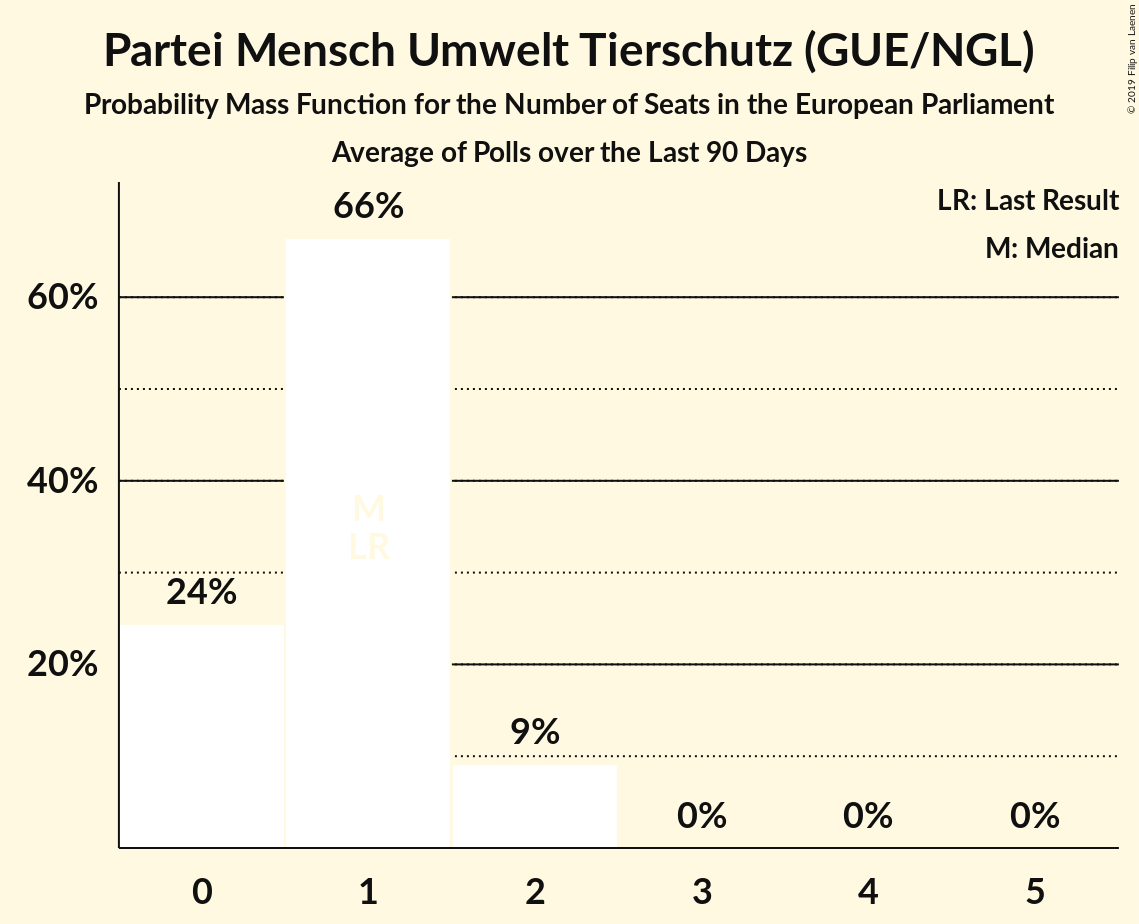 Partei Mensch Umwelt Tierschutz (GUE/NGL)
Probability Mass Function for the Number of Seats in the European Parliament
Average of Polls over the Last 90 Days
© 2019 Filip van Laenen
LR: Last Result
M: Median
66%
60%
40%
M
LR
24%
20%
9%
0% 0% 0%
0 1 2 3 4 5